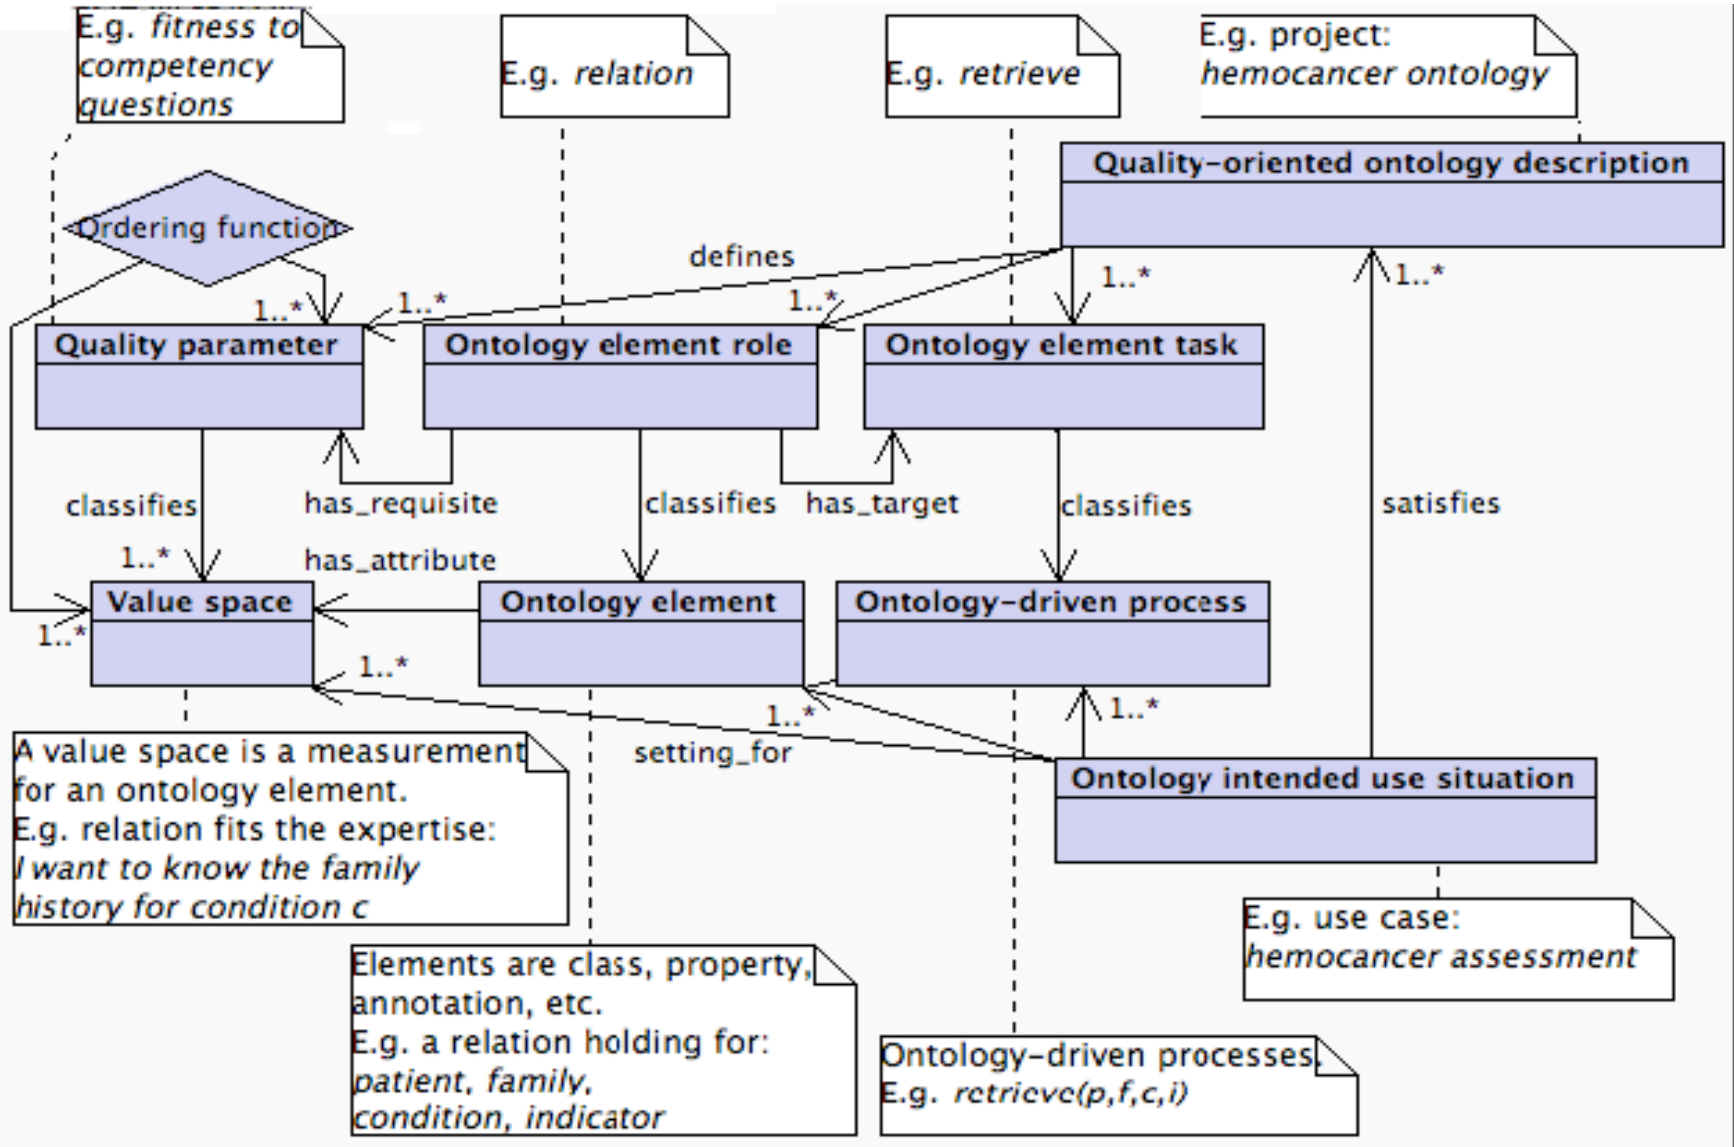 E.g. fitness to
competency
questions
E.g. relation
E.g. retrieve
E.g. project:
hemocancer ontology
Quality-oriented ontology description
Ordering function
defines
1..*
1..*
1..*
1..*
1..*
Quality parameter
Ontology element role
Ontology element task
classifies
has_requisite
classifies
has_target
classifies
satisfies
1..*
has_attribute
Value space
Ontology element
Ontology-driven process
1..*
1..*
1..*
1..*
setting_for
A value space is a measurement
for an ontology element.
E.g. relation fits the expertise:
I want to know the family
history for condition c
Ontology intended use situation
E.g. use case:
hemocancer assessment
Elements are class, property,
annotation, etc.
E.g. a relation holding for:
patient, family,
condition, indicator
Ontology-driven processes.
E.g. retrieve(p,f,c,i)